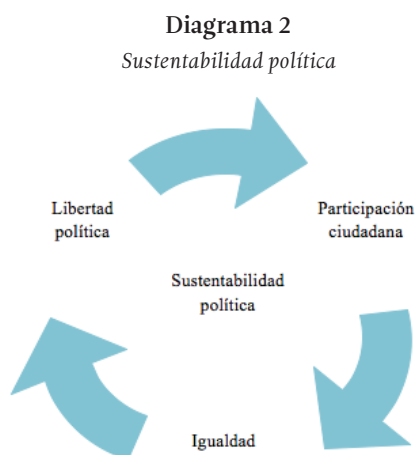 Diagrama 2
Sustentabilidad política
Libertad
política
Participación
ciudadana
Sustentabilidad
política
Igualdad